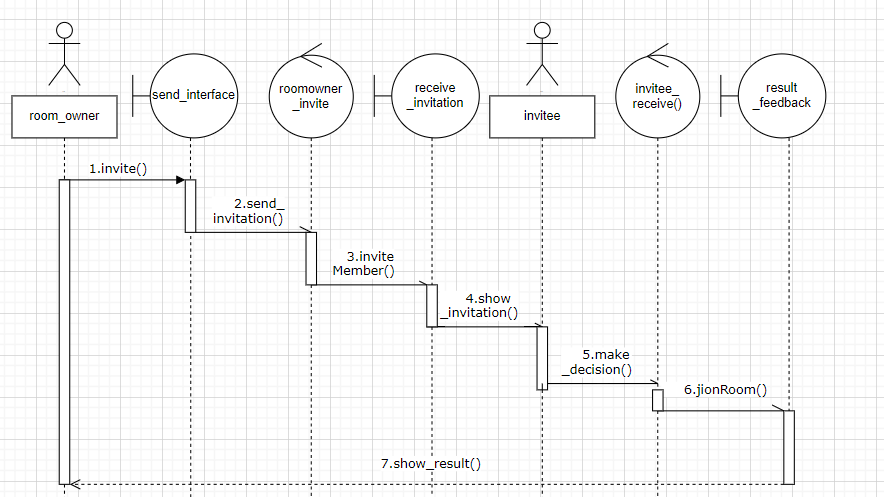 room_owner
send_interface
roomowner
_invite
receive
_invitation
invitee
invitee_
receive()
result
_feedback
1.invite()
2.send_
invitation()
3.invite
Member()
4.show
_invitation()
5.make
_decision()
6.jionRoom()
7.show_result()